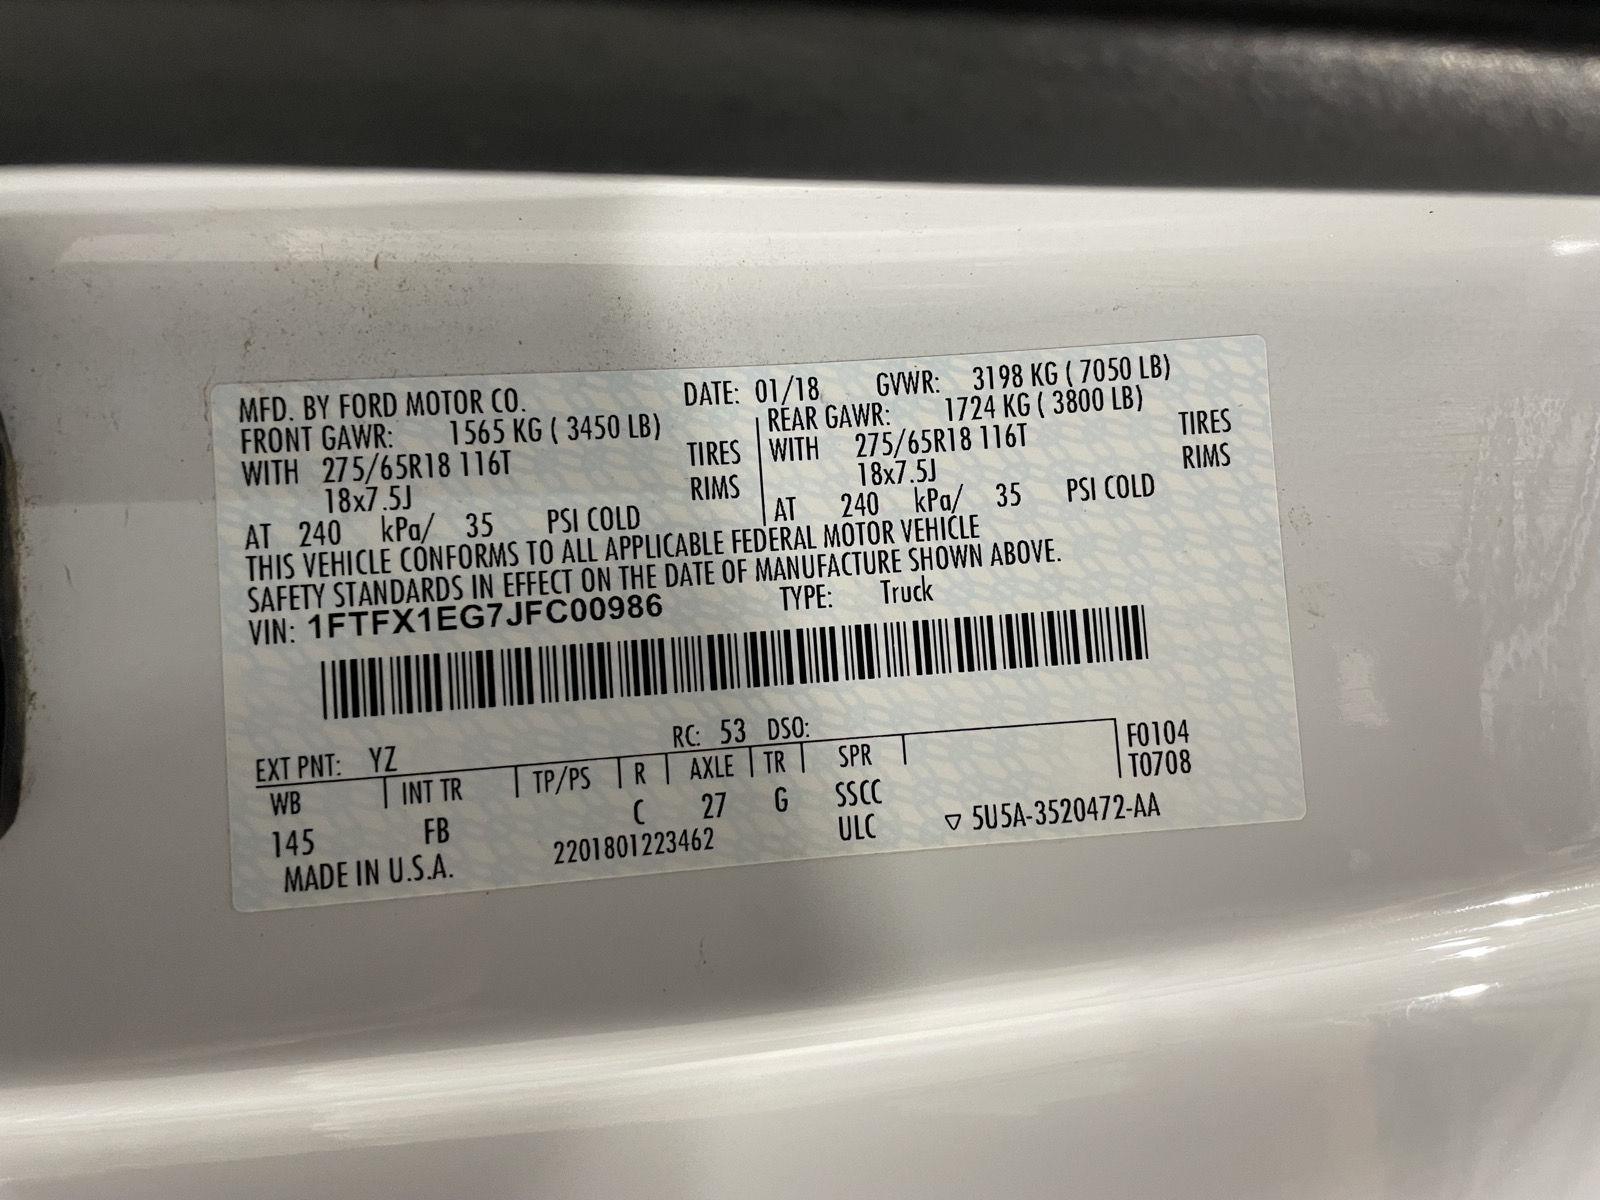 MFD. BY FORD MOTOR CO. DATE: 01/18 GVWR: 3198 KG ( 7050 LB)
FRONT GAWR: 1565 KG ( 3450 LB) REAR GAWR: 1724 KG ( 3800 LB)
WITH 275/65R18 116T TIRES WITH 275/65R18 116T TIRES
18x7.5J RIMS 18x7.5J RIMS
AT 240 kPa/ 35 PSI COLD AT 240 kPa/ 35 PSI COLD
THIS VEHICLE CONFORMS TO ALL APPLICABLE FEDERAL MOTOR VEHICLE
SAFETY STANDARDS IN EFFECT ON THE DATE OF MANUFACTURE SHOWN ABOVE.
VIN: 1FTFX1EG7JFC00986 TYPE: Truck
EXT PNT: YZ RC: 53 DSO: F0104
WB INT TR TP/PS R AXLE TR SPR T0708
145 FB C 27 G SSCC
ULC ▽ 5U5A-3520472-AA
MADE IN U.S.A. 2201801223462